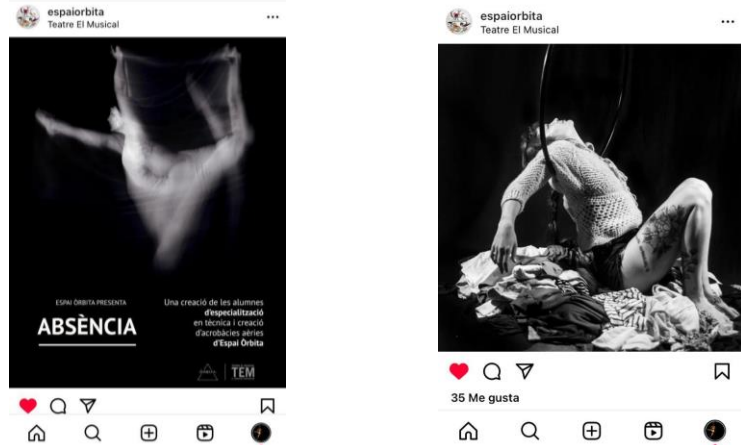 espaiorbita
Teatre El Musical
ESPAI ÒRBITA PRESENTA
ABSÈNCIA
Una creació de les alumnes
d'especialització
en tècnica i creació
d'acrobàcies aèries
d'Espai Òrbita
TEM
espaiorbita
Teatre El Musical
35 Me gusta